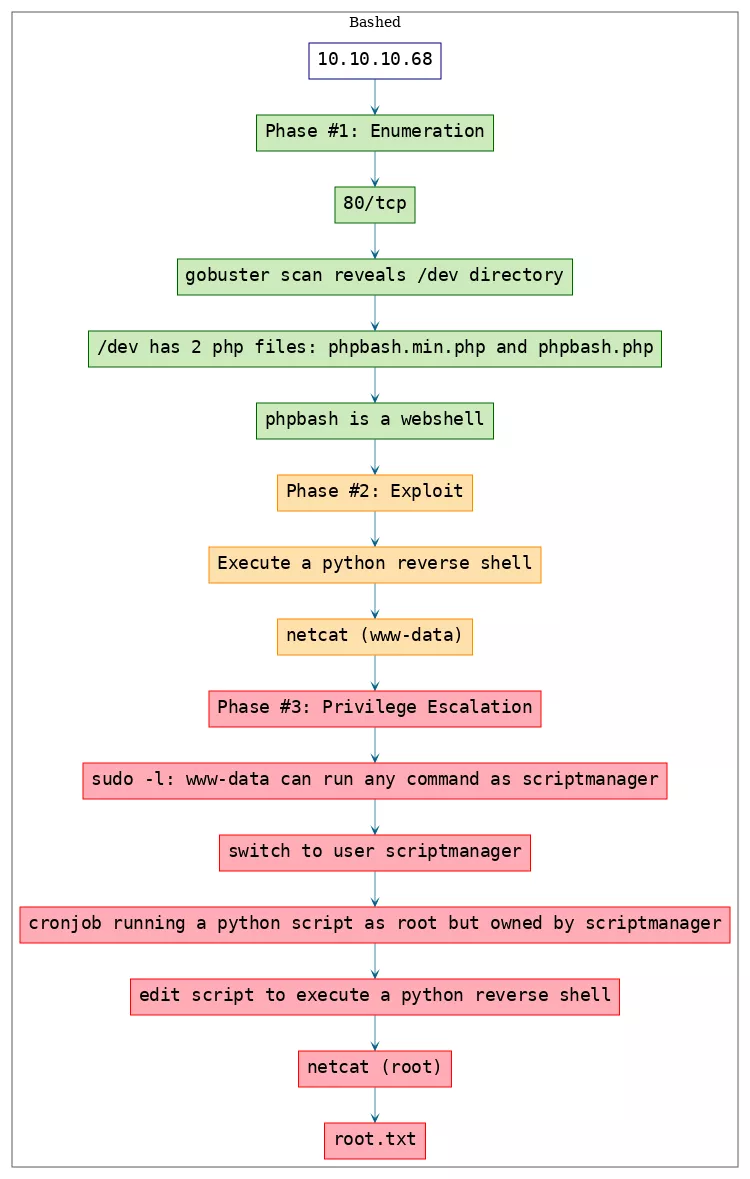 Bashed
10.10.10.68
Phase #1: Enumeration
80/tcp
gobuster scan reveals /dev directory
/dev has 2 php files: phpbash.min.php and phpbash.php
phpbash is a webshell
Phase #2: Exploit
Execute a python reverse shell
netcat (www-data)
Phase #3: Privilege Escalation
sudo -l: www-data can run any command as scriptmanager
switch to user scriptmanager
cronjob running a python script as root but owned by scriptmanager
edit script to execute a python reverse shell
netcat (root)
root.txt